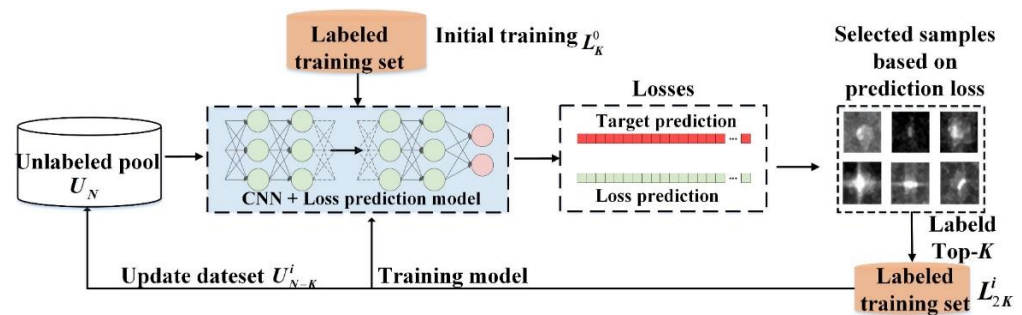 Labeled
training set
Initial training L_K^0
Selected samples
based on
prediction loss
Unlabeled pool
U_N
CNN + Loss prediction model
Losses
Target prediction
...
Loss prediction
...
Labeld
Top-K
Update dateset U_{N-K}^i
Training model
Labeled
training set
L_{2K}^i